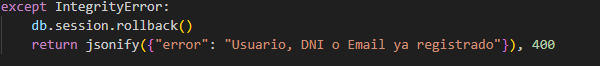 except IntegrityError:
    db.session.rollback()
    return jsonify({"error": "Usuario, DNI o Email ya registrado"}), 400